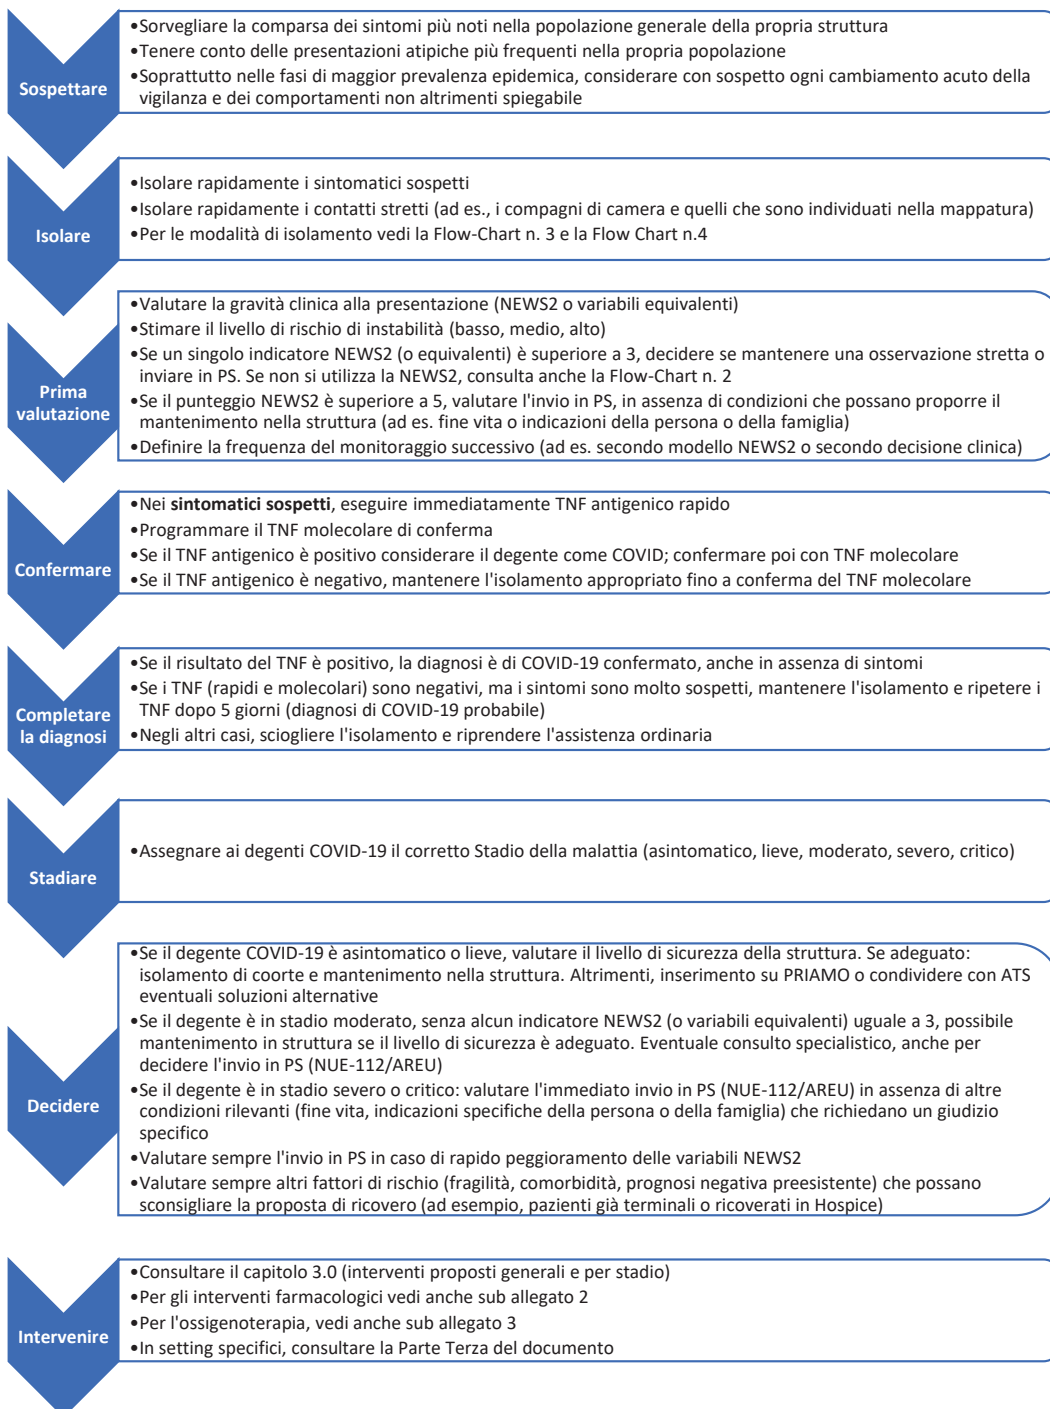 Sospettare
•Sorvegliare la comparsa dei sintomi più noti nella popolazione generale della propria struttura
•Tenere conto delle presentazioni atipiche più frequenti nella propria popolazione
•Soprattutto nelle fasi di maggior prevalenza epidemica, considerare con sospetto ogni cambiamento acuto della
vigilanza e dei comportamenti non altrimenti spiegabile
Isolare
•Isolare rapidamente i sintomatici sospetti
•Isolare rapidamente i contatti stretti (ad es., i compagni di camera e quelli che sono individuati nella mappatura)
•Per le modalità di isolamento vedi la Flow-Chart n. 3 e la Flow Chart n.4
Prima
valutazione
•Valutare la gravità clinica alla presentazione (NEWS2 o variabili equivalenti)
•Stimare il livello di rischio di instabilità (basso, medio, alto)
•Se un singolo indicatore NEWS2 (o equivalenti) è superiore a 3, decidere se mantenere una osservazione stretta o
inviare in PS. Se non si utilizza la NEWS2, consulta anche la Flow-Chart n. 2
•Se il punteggio NEWS2 è superiore a 5, valutare l'invio in PS, in assenza di condizioni che possano proporre il
mantenimento nella struttura (ad es. fine vita o indicazioni della persona o della famiglia)
•Definire la frequenza del monitoraggio successivo (ad es. secondo modello NEWS2 o secondo decisione clinica)
Confermare
•Nei sintomatici sospetti, eseguire immediatamente TNF antigenico rapido
•Programmare il TNF molecolare di conferma
•Se il TNF antigenico è positivo considerare il degente come COVID; confermare poi con TNF molecolare
•Se il TNF antigenico è negativo, mantenere l'isolamento appropriato fino a conferma del TNF molecolare
Completare
la diagnosi
•Se il risultato del TNF è positivo, la diagnosi è di COVID-19 confermato, anche in assenza di sintomi
•Se i TNF (rapidi e molecolari) sono negativi, ma i sintomi sono molto sospetti, mantenere l'isolamento e ripetere i
TNF dopo 5 giorni (diagnosi di COVID-19 probabile)
•Negli altri casi, sciogliere l'isolamento e riprendere l'assistenza ordinaria
Stadiare
•Assegnare ai degenti COVID-19 il corretto Stadio della malattia (asintomatico, lieve, moderato, severo, critico)
Decidere
•Se il degente COVID-19 è asintomatico o lieve, valutare il livello di sicurezza della struttura. Se adeguato:
isolamento di coorte e mantenimento nella struttura. Altrimenti, inserimento su PRIAMO o condividere con ATS
eventuali soluzioni alternative
•Se il degente è in stadio moderato, senza alcun indicatore NEWS2 (o variabili equivalenti) uguale a 3, possibile
mantenimento in struttura se il livello di sicurezza è adeguato. Eventuale consulto specialistico, anche per
decidere l'invio in PS (NUE-112/AREU)
•Se il degente è in stadio severo o critico: valutare l'immediato invio in PS (NUE-112/AREU) in assenza di altre
condizioni rilevanti (fine vita, indicazioni specifiche della persona o della famiglia) che richiedano un giudizio
specifico
•Valutare sempre l'invio in PS in caso di rapido peggioramento delle variabili NEWS2
•Valutare sempre altri fattori di rischio (fragilità, comorbidità, prognosi negativa preesistente) che possano
sconsigliare la proposta di ricovero (ad esempio, pazienti già terminali o ricoverati in Hospice)
Intervenire
•Consultare il capitolo 3.0 (interventi proposti generali e per stadio)
•Per gli interventi farmacologici vedi anche sub allegato 2
•Per l'ossigenoterapia, vedi anche sub allegato 3
•In setting specifici, consultare la Parte Terza del documento